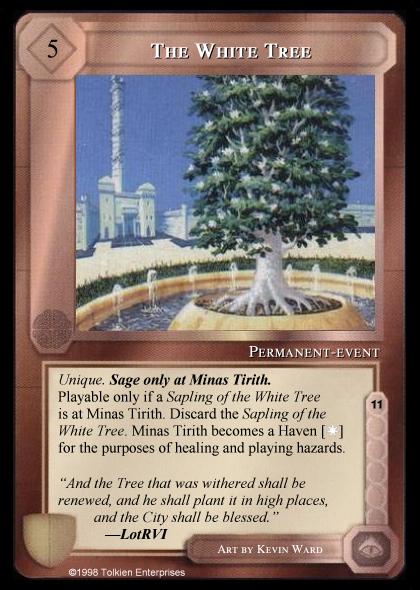 5
THE WHITE TREE
PERMANENT-EVENT
Unique. Sage only at Minas Tirith.
Playable only if a Sapling of the White Tree
is at Minas Tirith. Discard the Sapling of the
White Tree. Minas Tirith becomes a Haven [☀]
for the purposes of healing and playing hazards.
“And the Tree that was withered shall be
renewed, and he shall plant it in high places,
and the City shall be blessed.”
—LotRVI
11
ART BY KEVIN WARD
©1998 Tolkien Enterprises